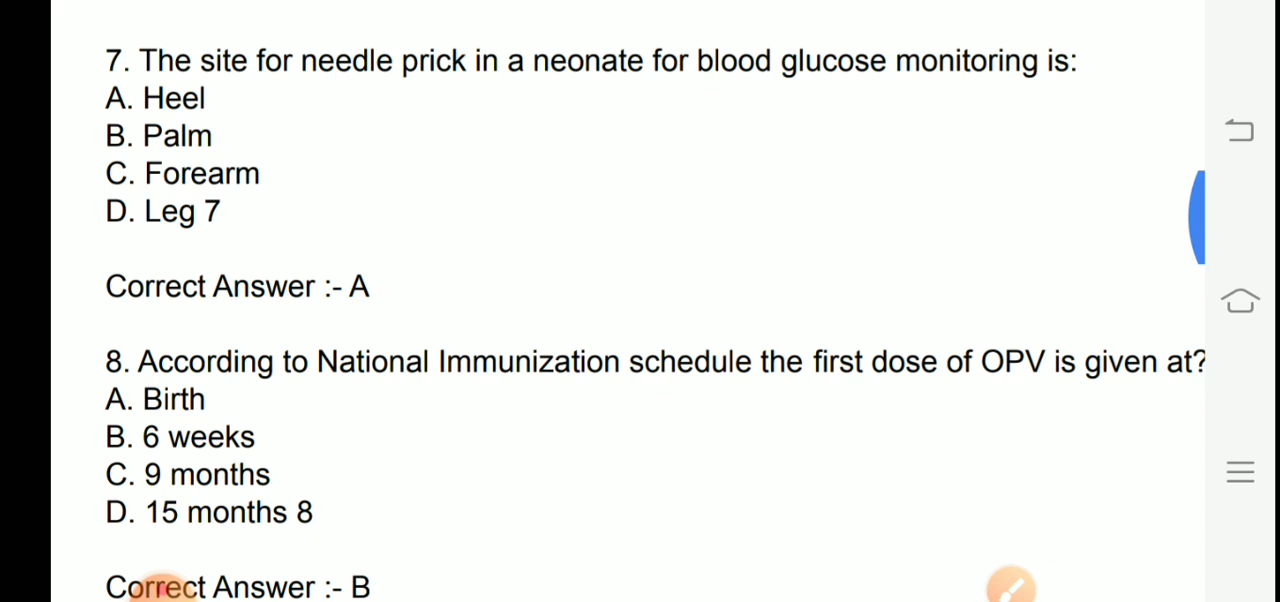 7. The site for needle prick in a neonate for blood glucose monitoring is:
A. Heel
B. Palm
C. Forearm
D. Leg 7
Correct Answer :- A
8. According to National Immunization schedule the first dose of OPV is given at?
A. Birth
B. 6 weeks
C. 9 months
D. 15 months 8
Correct Answer :- B